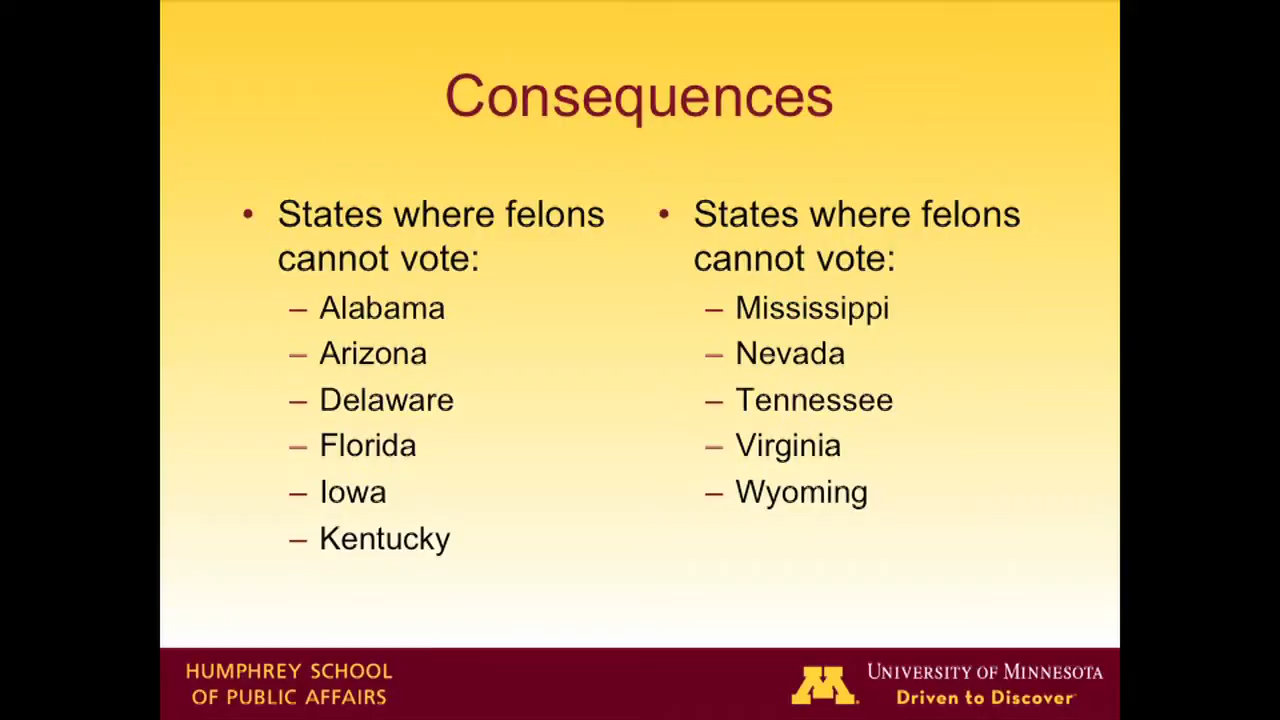 Consequences
• States where felons
cannot vote:
– Alabama
– Arizona
– Delaware
– Florida
– Iowa
– Kentucky
• States where felons
cannot vote:
– Mississippi
– Nevada
– Tennessee
– Virginia
– Wyoming
HUMPHREY SCHOOL
OF PUBLIC AFFAIRS
M
UNIVERSITY OF MINNESOTA
Driven to Discover